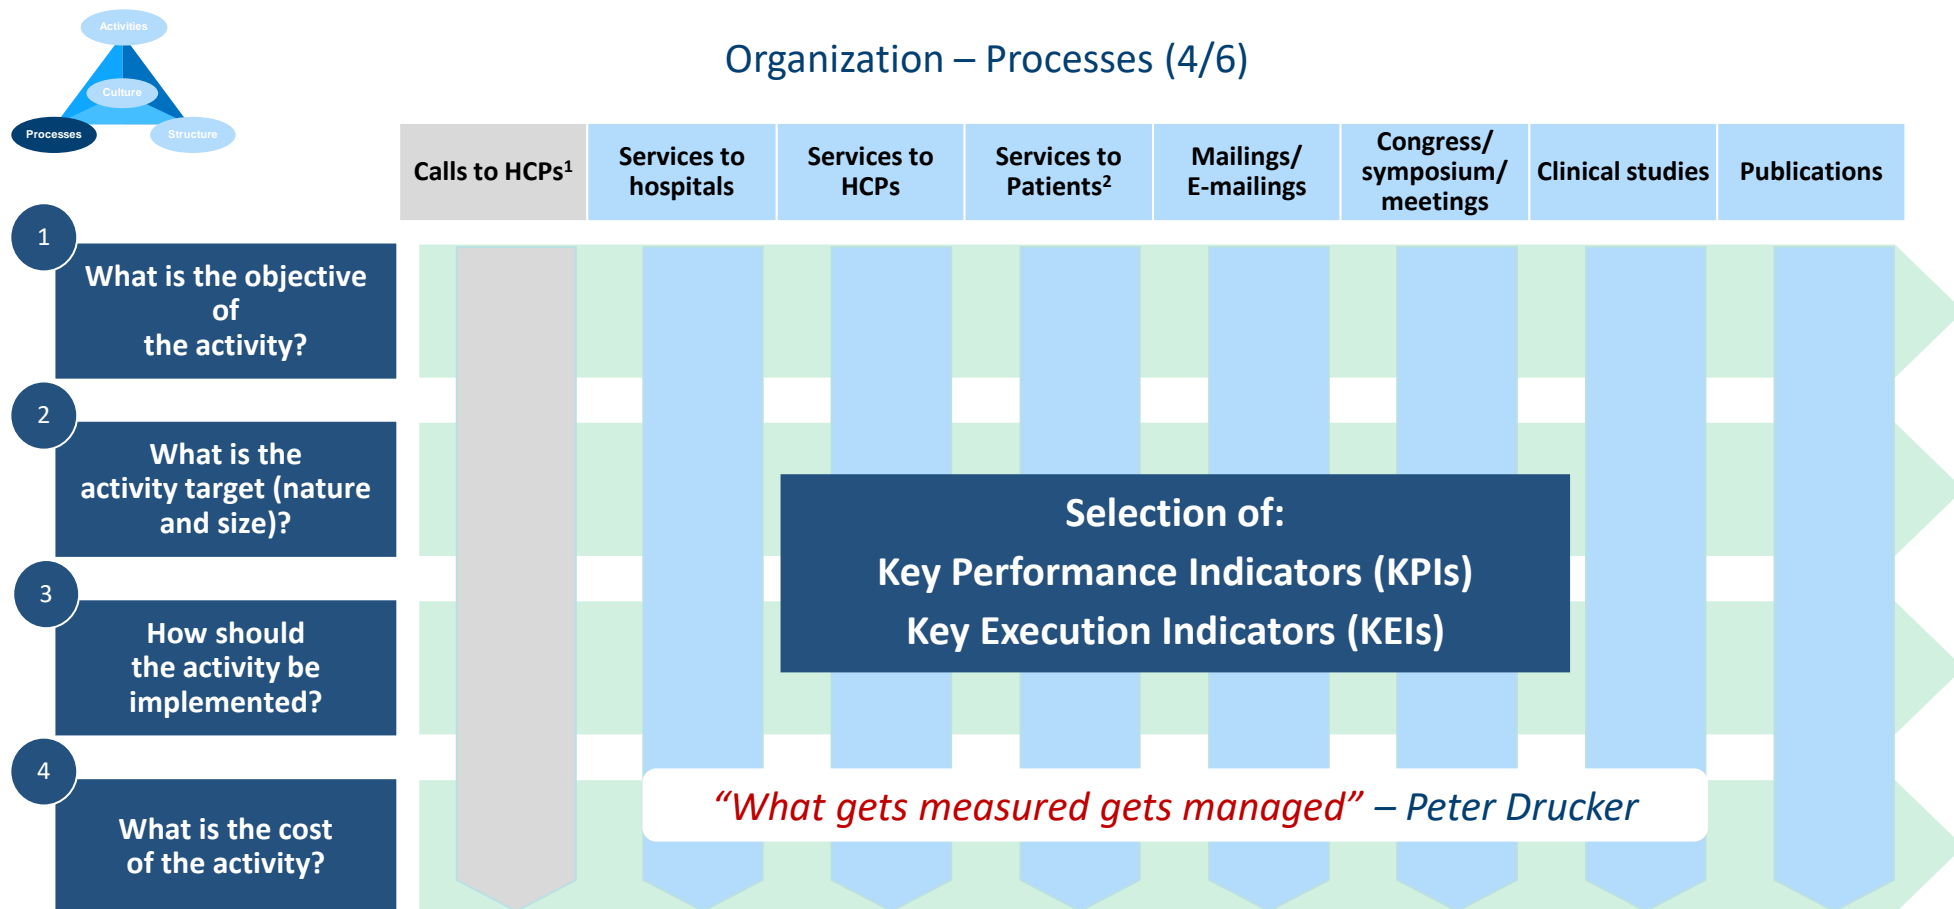 Activities
Culture
Processes
Structure
Organization – Processes (4/6)
Calls to HCPs¹
Services to
hospitals
Services to
HCPs
Services to
Patients²
Mailings/
E-mailings
Congress/
symposium/
meetings
Clinical studies
Publications
1
What is the objective
of
the activity?
2
What is the
activity target (nature
and size)?
3
How should
the activity be
implemented?
4
What is the cost
of the activity?
Selection of:
Key Performance Indicators (KPIs)
Key Execution Indicators (KEIs)
“What gets measured gets managed” – Peter Drucker